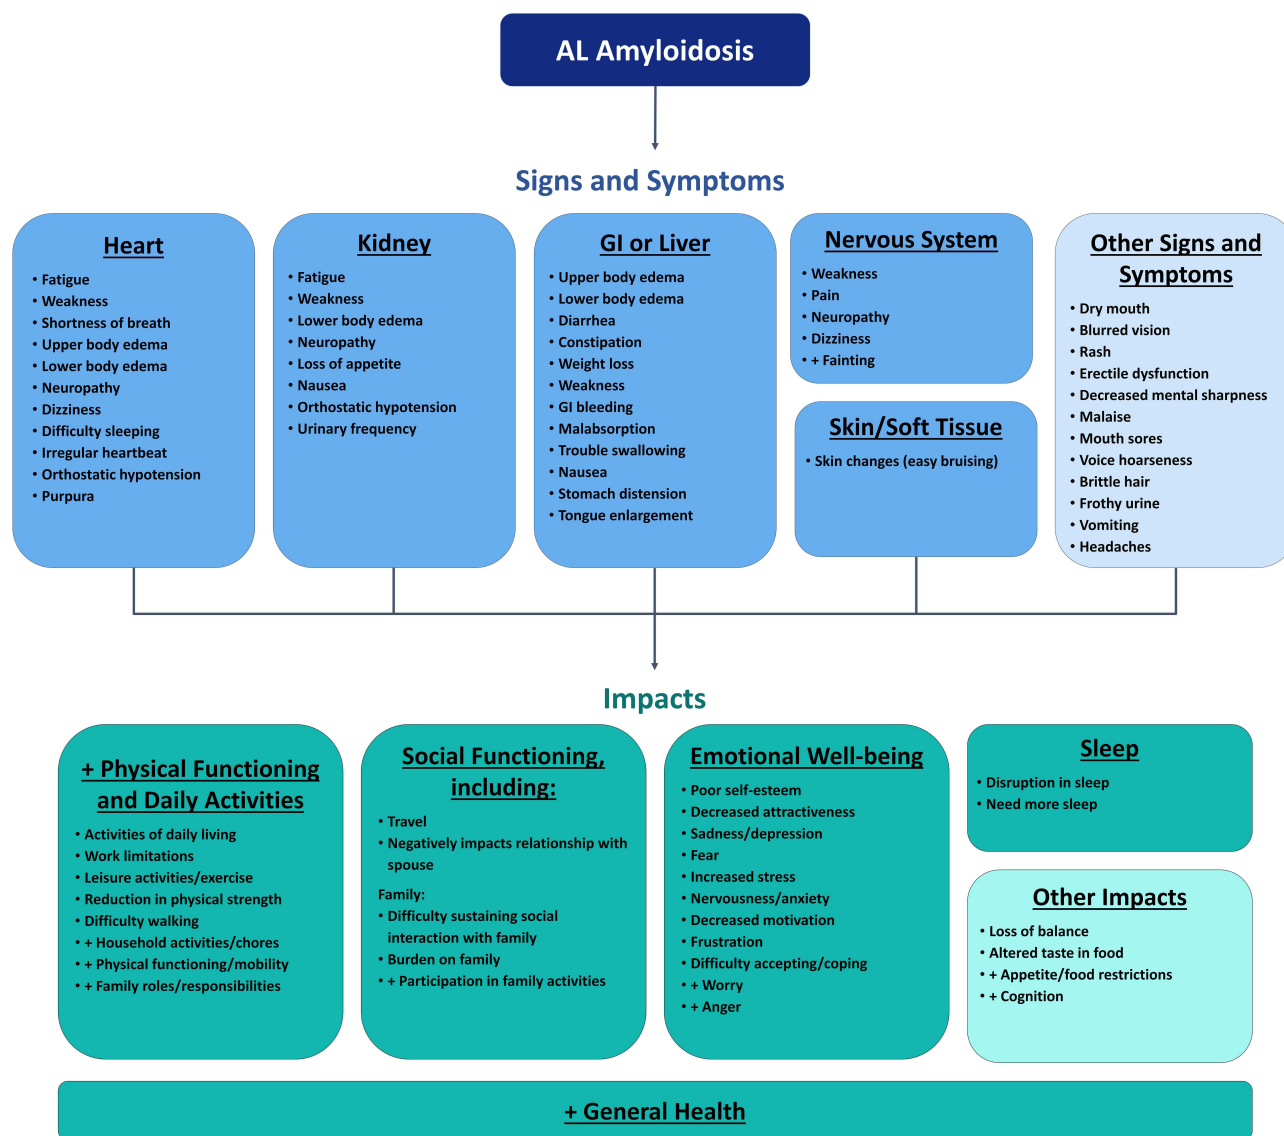 AL Amyloidosis
Signs and Symptoms
Heart
• Fatigue
• Weakness
• Shortness of breath
• Upper body edema
• Lower body edema
• Neuropathy
• Dizziness
• Difficulty sleeping
• Irregular heartbeat
• Orthostatic hypotension
• Purpura
Kidney
• Fatigue
• Weakness
• Lower body edema
• Neuropathy
• Loss of appetite
• Nausea
• Orthostatic hypotension
• Urinary frequency
GI or Liver
• Upper body edema
• Lower body edema
• Diarrhea
• Constipation
• Weight loss
• Weakness
• GI bleeding
• Malabsorption
• Trouble swallowing
• Nausea
• Stomach distension
• Tongue enlargement
Nervous System
• Weakness
• Pain
• Neuropathy
• Dizziness
• + Fainting
Skin/Soft Tissue
• Skin changes (easy bruising)
Other Signs and
Symptoms
• Dry mouth
• Blurred vision
• Rash
• Erectile dysfunction
• Decreased mental sharpness
• Malaise
• Mouth sores
• Voice hoarseness
• Brittle hair
• Frothy urine
• Vomiting
• Headaches
Impacts
+ Physical Functioning
and Daily Activities
• Activities of daily living
• Work limitations
• Leisure activities/exercise
• Reduction in physical strength
• Difficulty walking
• + Household activities/chores
• + Physical functioning/mobility
• + Family roles/responsibilities
Social Functioning,
including:
• Travel
• Negatively impacts relationship with
spouse
Family:
• Difficulty sustaining social
interaction with family
• Burden on family
• + Participation in family activities
Emotional Well-being
• Poor self-esteem
• Decreased attractiveness
• Sadness/depression
• Fear
• Increased stress
• Nervousness/anxiety
• Decreased motivation
• Frustration
• Difficulty accepting/coping
• + Worry
• + Anger
Sleep
• Disruption in sleep
• Need more sleep
Other Impacts
• Loss of balance
• Altered taste in food
• + Appetite/food restrictions
• + Cognition
+ General Health